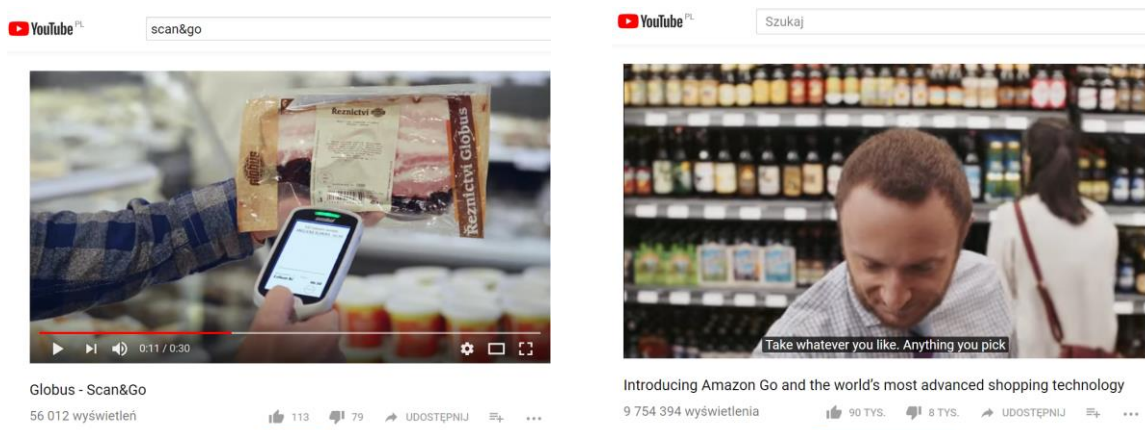 YouTube PL
scan&go
Řeznictví
Řeznictví Globus
0:11 / 0:30
Globus - Scan&Go
56 012 wyświetleń
113
79
UDOSTĘPNIJ
YouTube PL
Szukaj
Take whatever you like. Anything you pick
Introducing Amazon Go and the world's most advanced shopping technology
9 754 394 wyświetlenia
90 TYS.
8 TYS.
UDOSTĘPNIJ